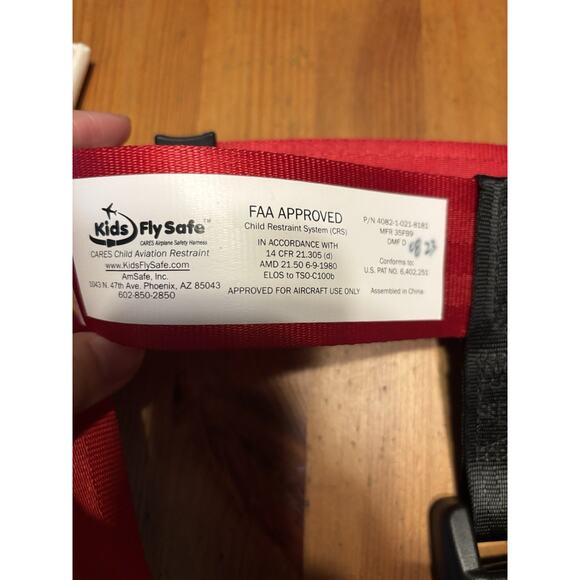 Kids Fly Safe™
CARES Airplane Safety Harness
CARES Child Aviation Restraint
www.KidsFlySafe.com
AmSafe, Inc.
1043 N. 47th Ave. Phoenix, AZ 85043
602-850-2850
FAA APPROVED
Child Restraint System (CRS)
IN ACCORDANCE WITH
14 CFR 21.305 (d)
AMD 21.50 6-9-1980
ELOS to TSO-C100b
APPROVED FOR AIRCRAFT USE ONLY
P/N 4082-1-021-8181
MFR 35FB9
DMF D
Conforms to:
U.S. PAT NO. 6,402,251
Assembled in China